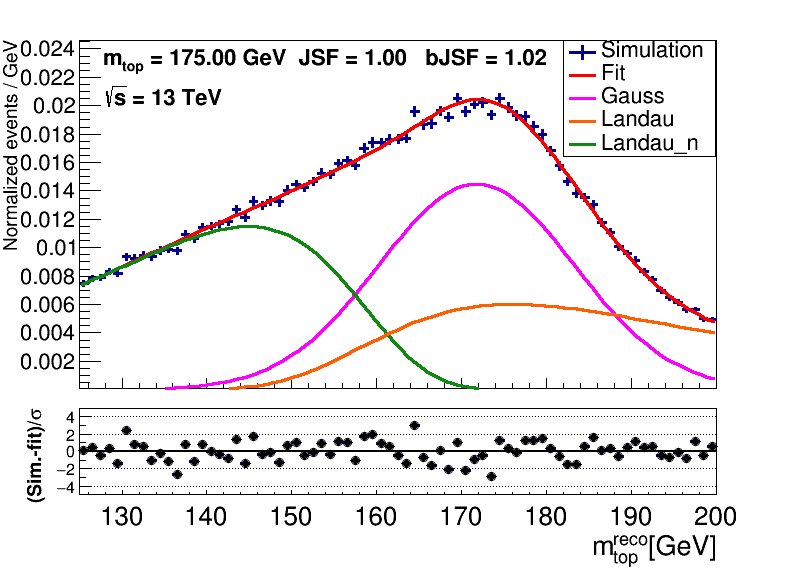 m_top = 175.00 GeV JSF = 1.00 bJSF = 1.02
√s = 13 TeV
Simulation
Fit
Gauss
Landau
Landau_n
Normalized events / GeV
0.024
0.022
0.02
0.018
0.016
0.014
0.012
0.01
0.008
0.006
0.004
0.002
(Sim.-fit)/σ
4
2
0
−2
−4
130 140 150 160 170 180 190 200
m_top^reco[GeV]